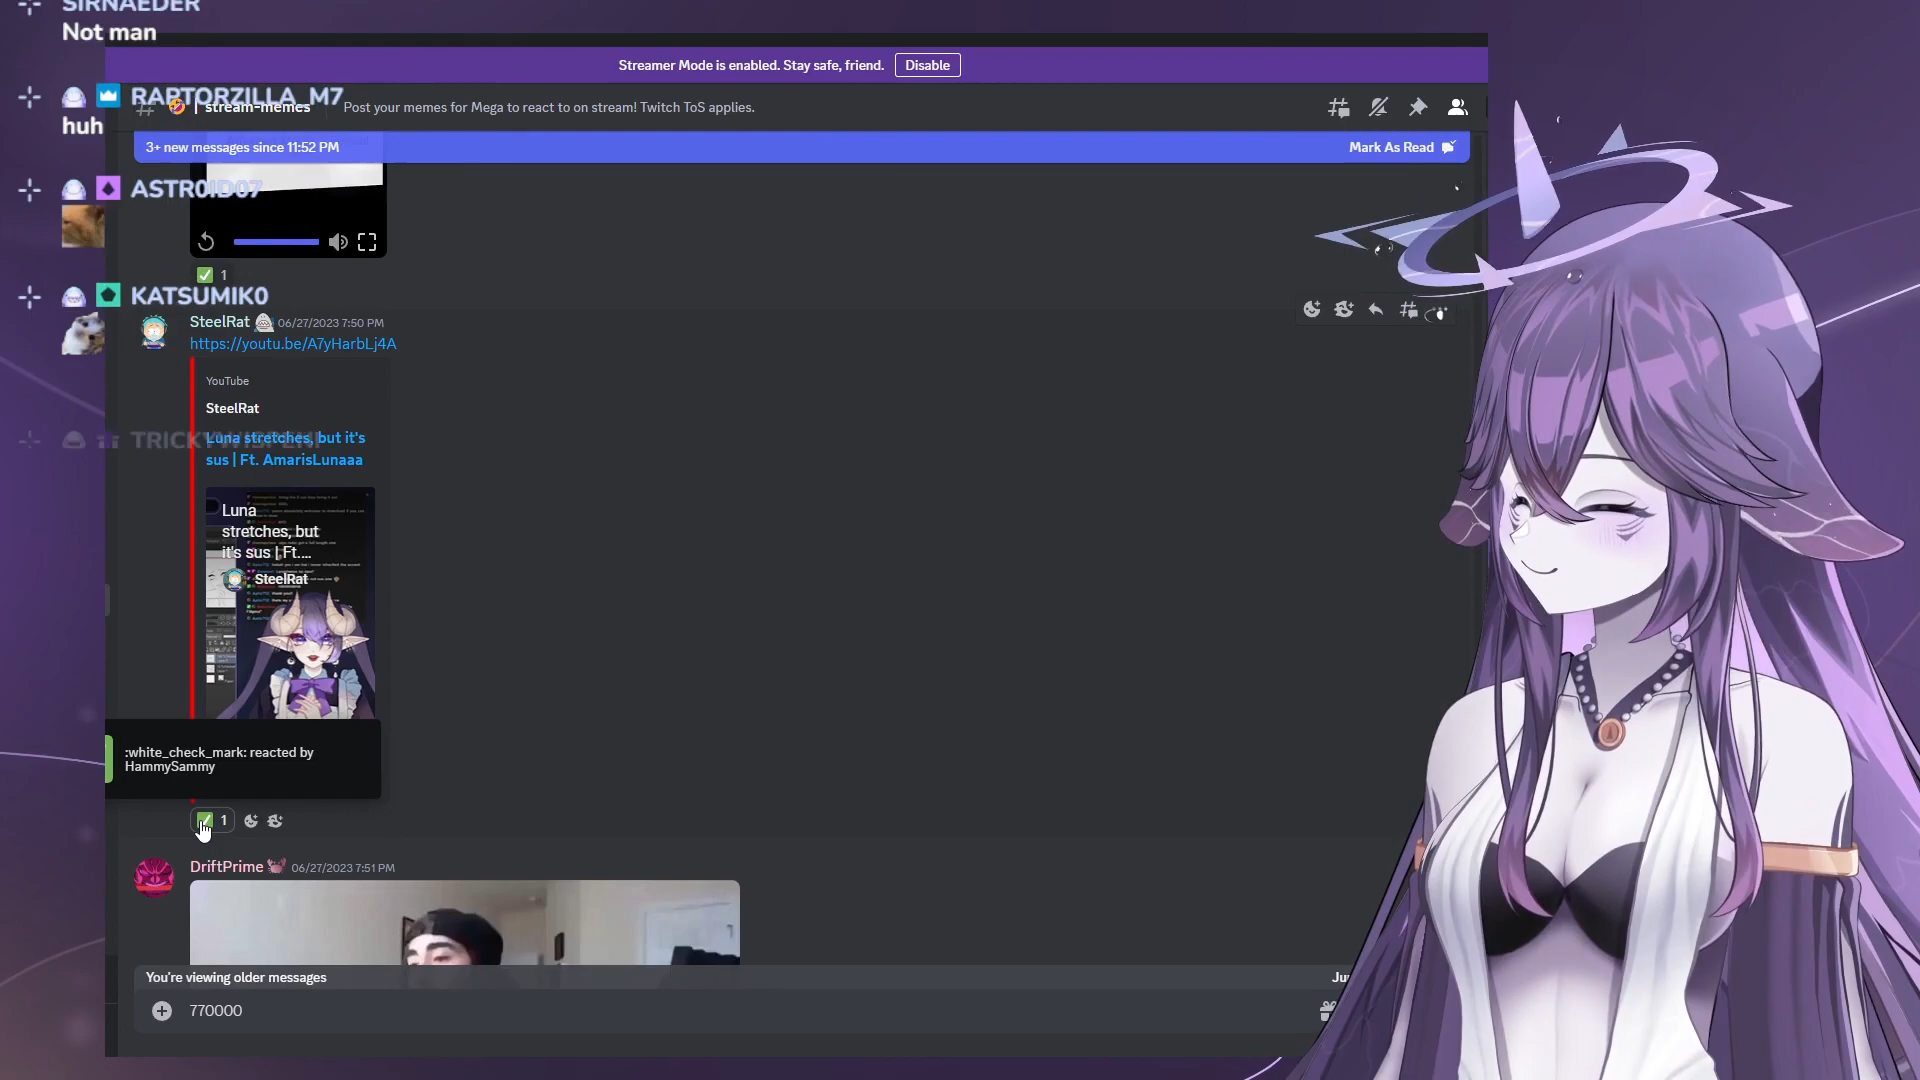 SIRNAEDER
Not man
Streamer Mode is enabled. Stay safe, friend.
Disable
RAPTORZILLA_M7
huh
stream-memes
Post your memes for Mega to react to on stream! Twitch ToS applies.
3+ new messages since 11:52 PM
Mark As Read
ASTR0ID07
1
KATSUMIK0
SteelRat
06/27/2023 7:50 PM
https://youtu.be/A7yHarbLj4A
YouTube
SteelRat
Luna stretches, but it's
sus | Ft. AmarisLunaaa
Luna
stretches, but
it's sus | Ft....
SteelRat
:white_check_mark: reacted by
HammySammy
1
DriftPrime
06/27/2023 7:51 PM
You're viewing older messages
770000